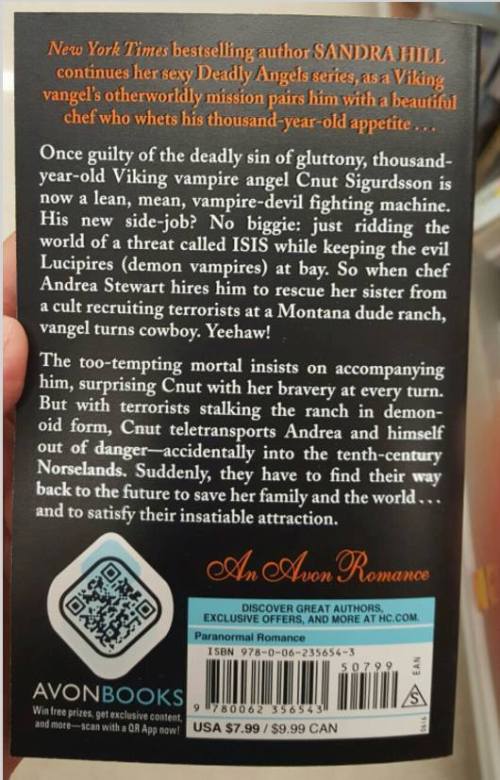 New York Times bestselling author SANDRA HILL
continues her sexy Deadly Angels series, as a Viking
vangel's otherworldly mission pairs him with a beautiful
chef who whets his thousand-year-old appetite . . .
Once guilty of the deadly sin of gluttony, thousand-
year-old Viking vampire angel Cnut Sigurdsson is
now a lean, mean, vampire-devil fighting machine.
His new side-job? No biggie: just ridding the
world of a threat called ISIS while keeping the evil
Lucipires (demon vampires) at bay. So when chef
Andrea Stewart hires him to rescue her sister from
a cult recruiting terrorists at a Montana dude ranch,
vangel turns cowboy. Yeehaw!
The too-tempting mortal insists on accompanying
him, surprising Cnut with her bravery at every turn.
But with terrorists stalking the ranch in demon-
oid form, Cnut teletransports Andrea and himself
out of danger—accidentally into the tenth-century
Norselands. Suddenly, they have to find their way
back to the future to save her family and the world . . .
and to satisfy their insatiable attraction.
An Avon Romance
DISCOVER GREAT AUTHORS,
EXCLUSIVE OFFERS, AND MORE AT HC.COM.
Paranormal Romance
ISBN 978-0-06-235654-3
50799
EAN
9 780062 356543
S
0616
USA $7.99 / $9.99 CAN
AVONBOOKS
Win free prizes, get exclusive content,
and more—scan with a QR App now!